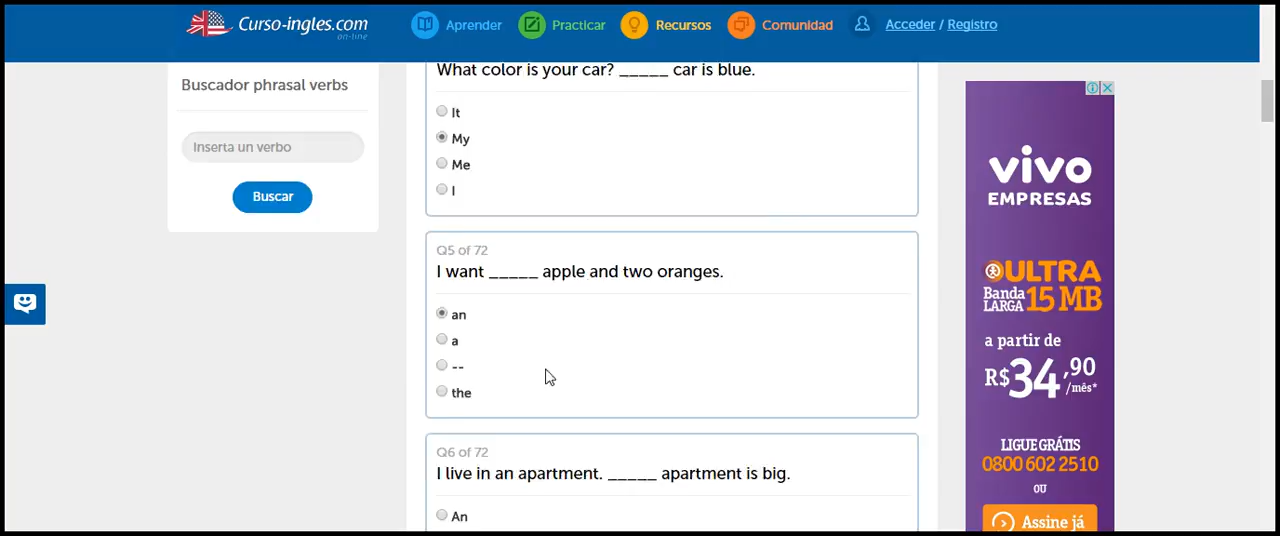 Curso-ingles.com
on-line
Aprender
Practicar
Recursos
Comunidad
Acceder / Registro
Buscador phrasal verbs
Inserta un verbo
Buscar
What color is your car? _____ car is blue.
It
My
Me
I
Q5 of 72
I want _____ apple and two oranges.
an
a
--
the
Q6 of 72
I live in an apartment. _____ apartment is big.
An
vivo
EMPRESAS
ULTRA
Banda
LARGA 15 MB
a partir de
R$34,90
/mês*
LIGUE GRÁTIS
0800 602 2510
OU
Assine já